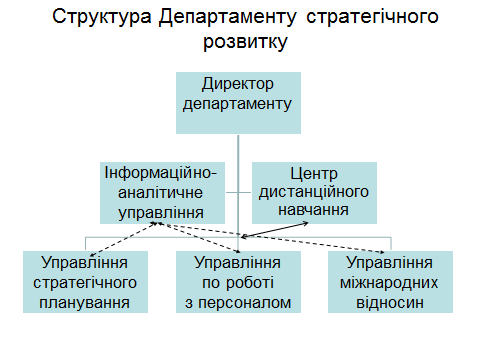 Структура Департаменту стратегічного
розвитку
Директор
департаменту
Інформаційно-
аналітичне
управління
Центр
дистанційного
навчання
Управління
стратегічного
планування
Управління
по роботі
з персоналом
Управління
міжнародних
відносин